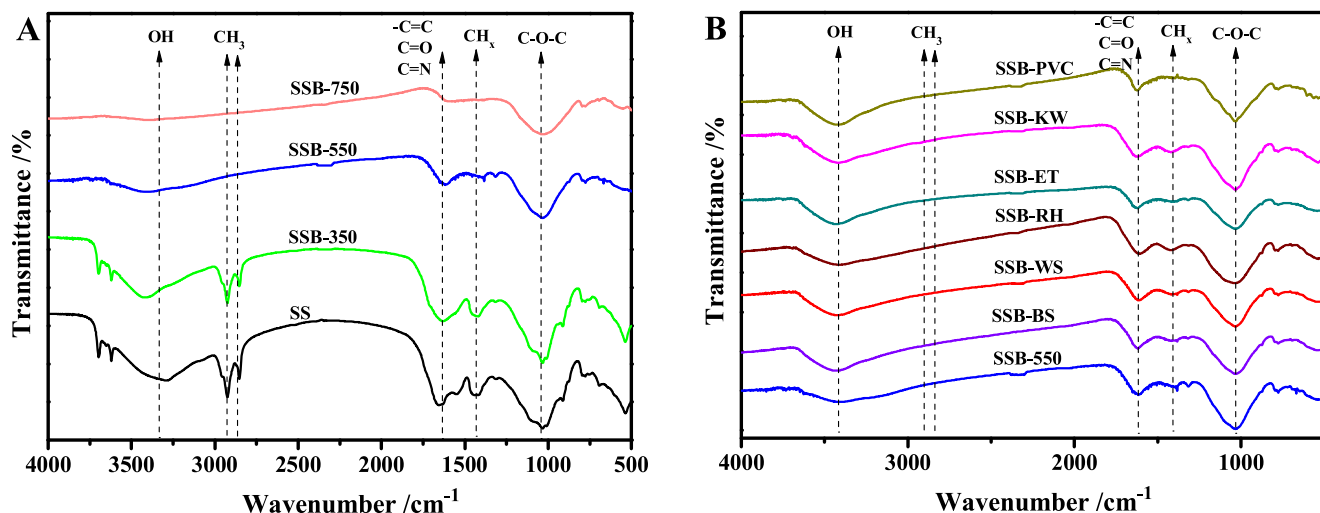 A
OH
CH3
-C=C
C=O
C=N
CHx
C-O-C
SSB-750
SSB-550
SSB-350
SS
Transmittance /%
4000 3500 3000 2500 2000 1500 1000 500
Wavenumber /cm-1
B
OH
CH3
-C=C
C=O
C=N
CHx
C-O-C
SSB-PVC
SSB-KW
SSB-ET
SSB-RH
SSB-WS
SSB-BS
SSB-550
Transmittance /%
4000 3000 2000 1000
Wavenumber /cm-1